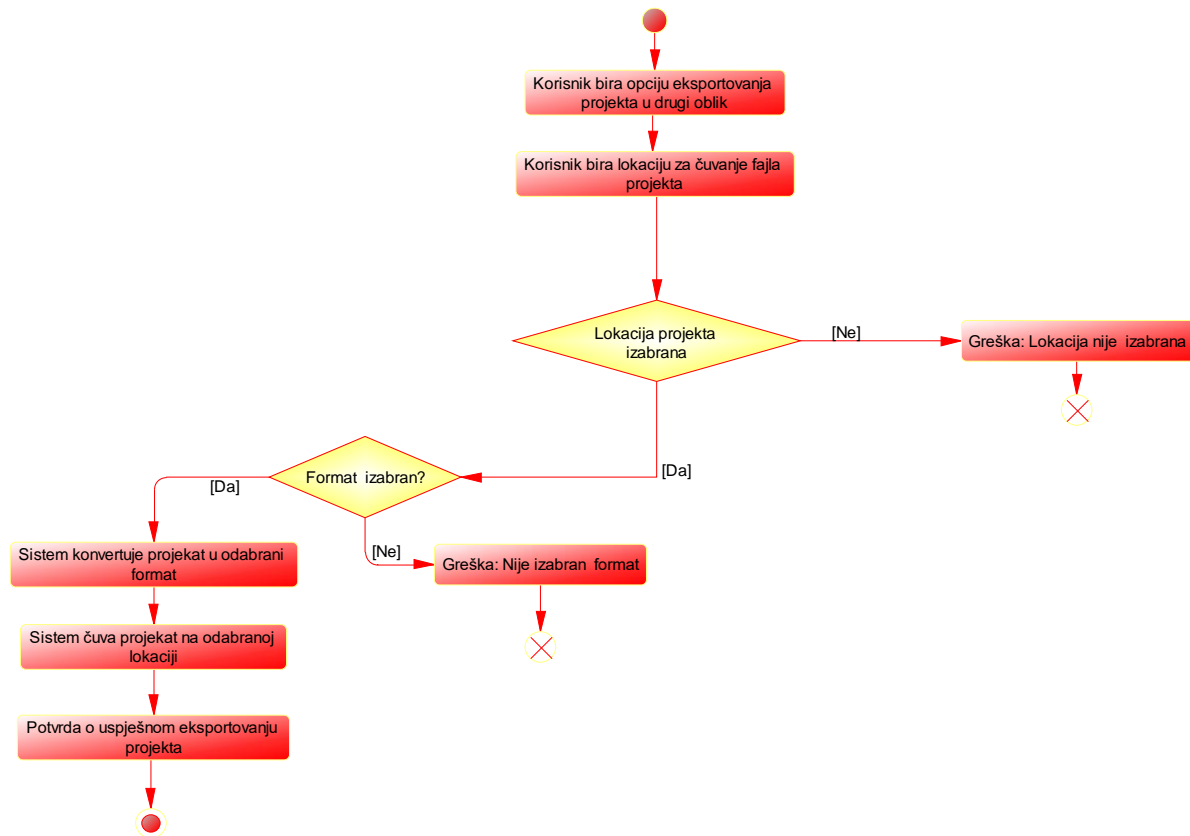 Korisnik bira opciju eksportovanja
projekta u drugi oblik
Korisnik bira lokaciju za čuvanje fajla
projekta
Lokacija projekta
izabrana
[Ne]
Greška: Lokacija nije izabrana
[Da]
Format izabran?
[Da]
[Ne]
Greška: Nije izabran format
Sistem konvertuje projekat u odabrani
format
Sistem čuva projekat na odabranoj
lokaciji
Potvrda o uspješnom eksportovanju
projekta